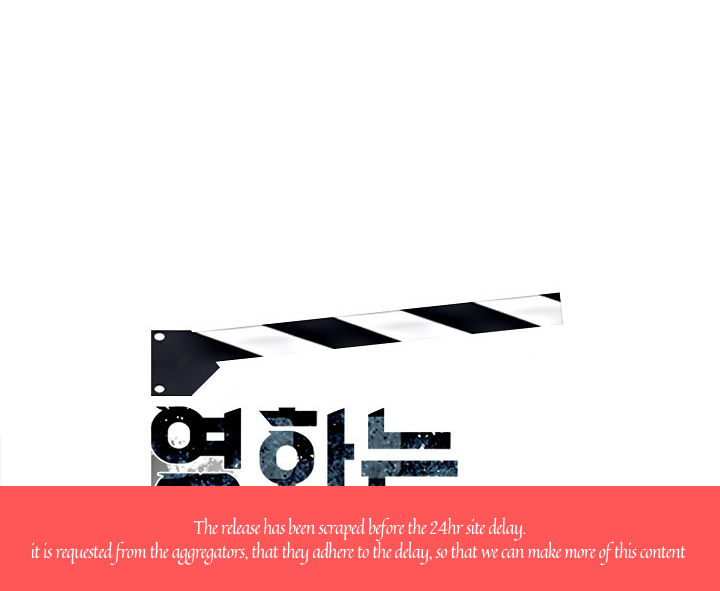 하는
The release has been scraped before the 24hr site delay.
it is requested from the aggregators, that they adhere to the delay, so that we can make more of this content